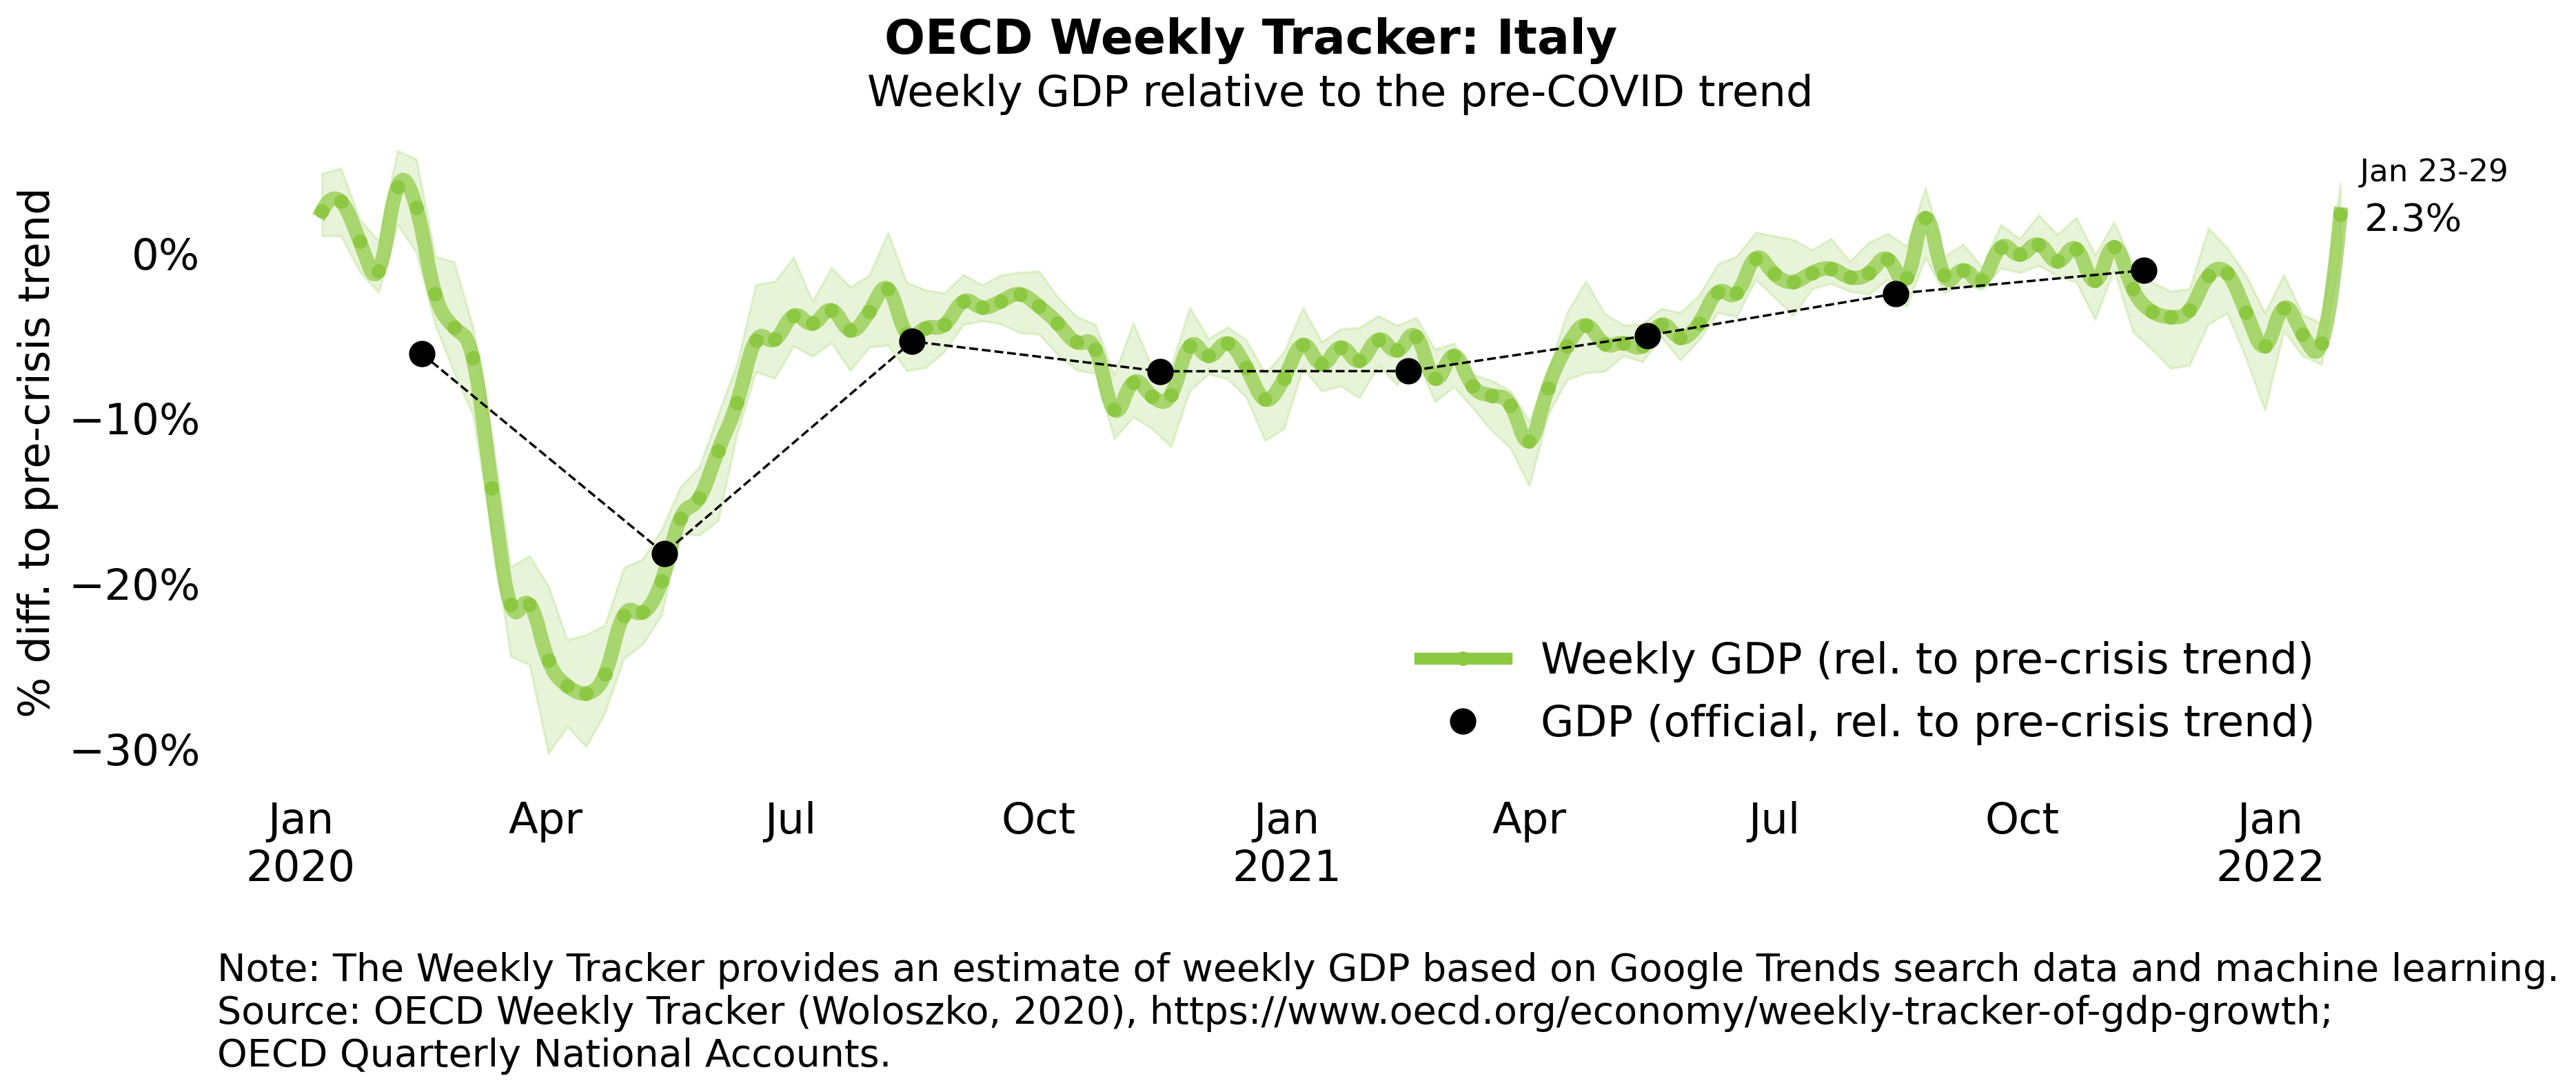 OECD Weekly Tracker: Italy
Weekly GDP relative to the pre-COVID trend
% diff. to pre-crisis trend
0%
−10%
−20%
−30%
Jan 23-29
2.3%
Weekly GDP (rel. to pre-crisis trend)
GDP (official, rel. to pre-crisis trend)
Jan Apr Jul Oct Jan Apr Jul Oct Jan
2020 2021 2022
Note: The Weekly Tracker provides an estimate of weekly GDP based on Google Trends search data and machine learning.
Source: OECD Weekly Tracker (Woloszko, 2020), https://www.oecd.org/economy/weekly-tracker-of-gdp-growth;
OECD Quarterly National Accounts.